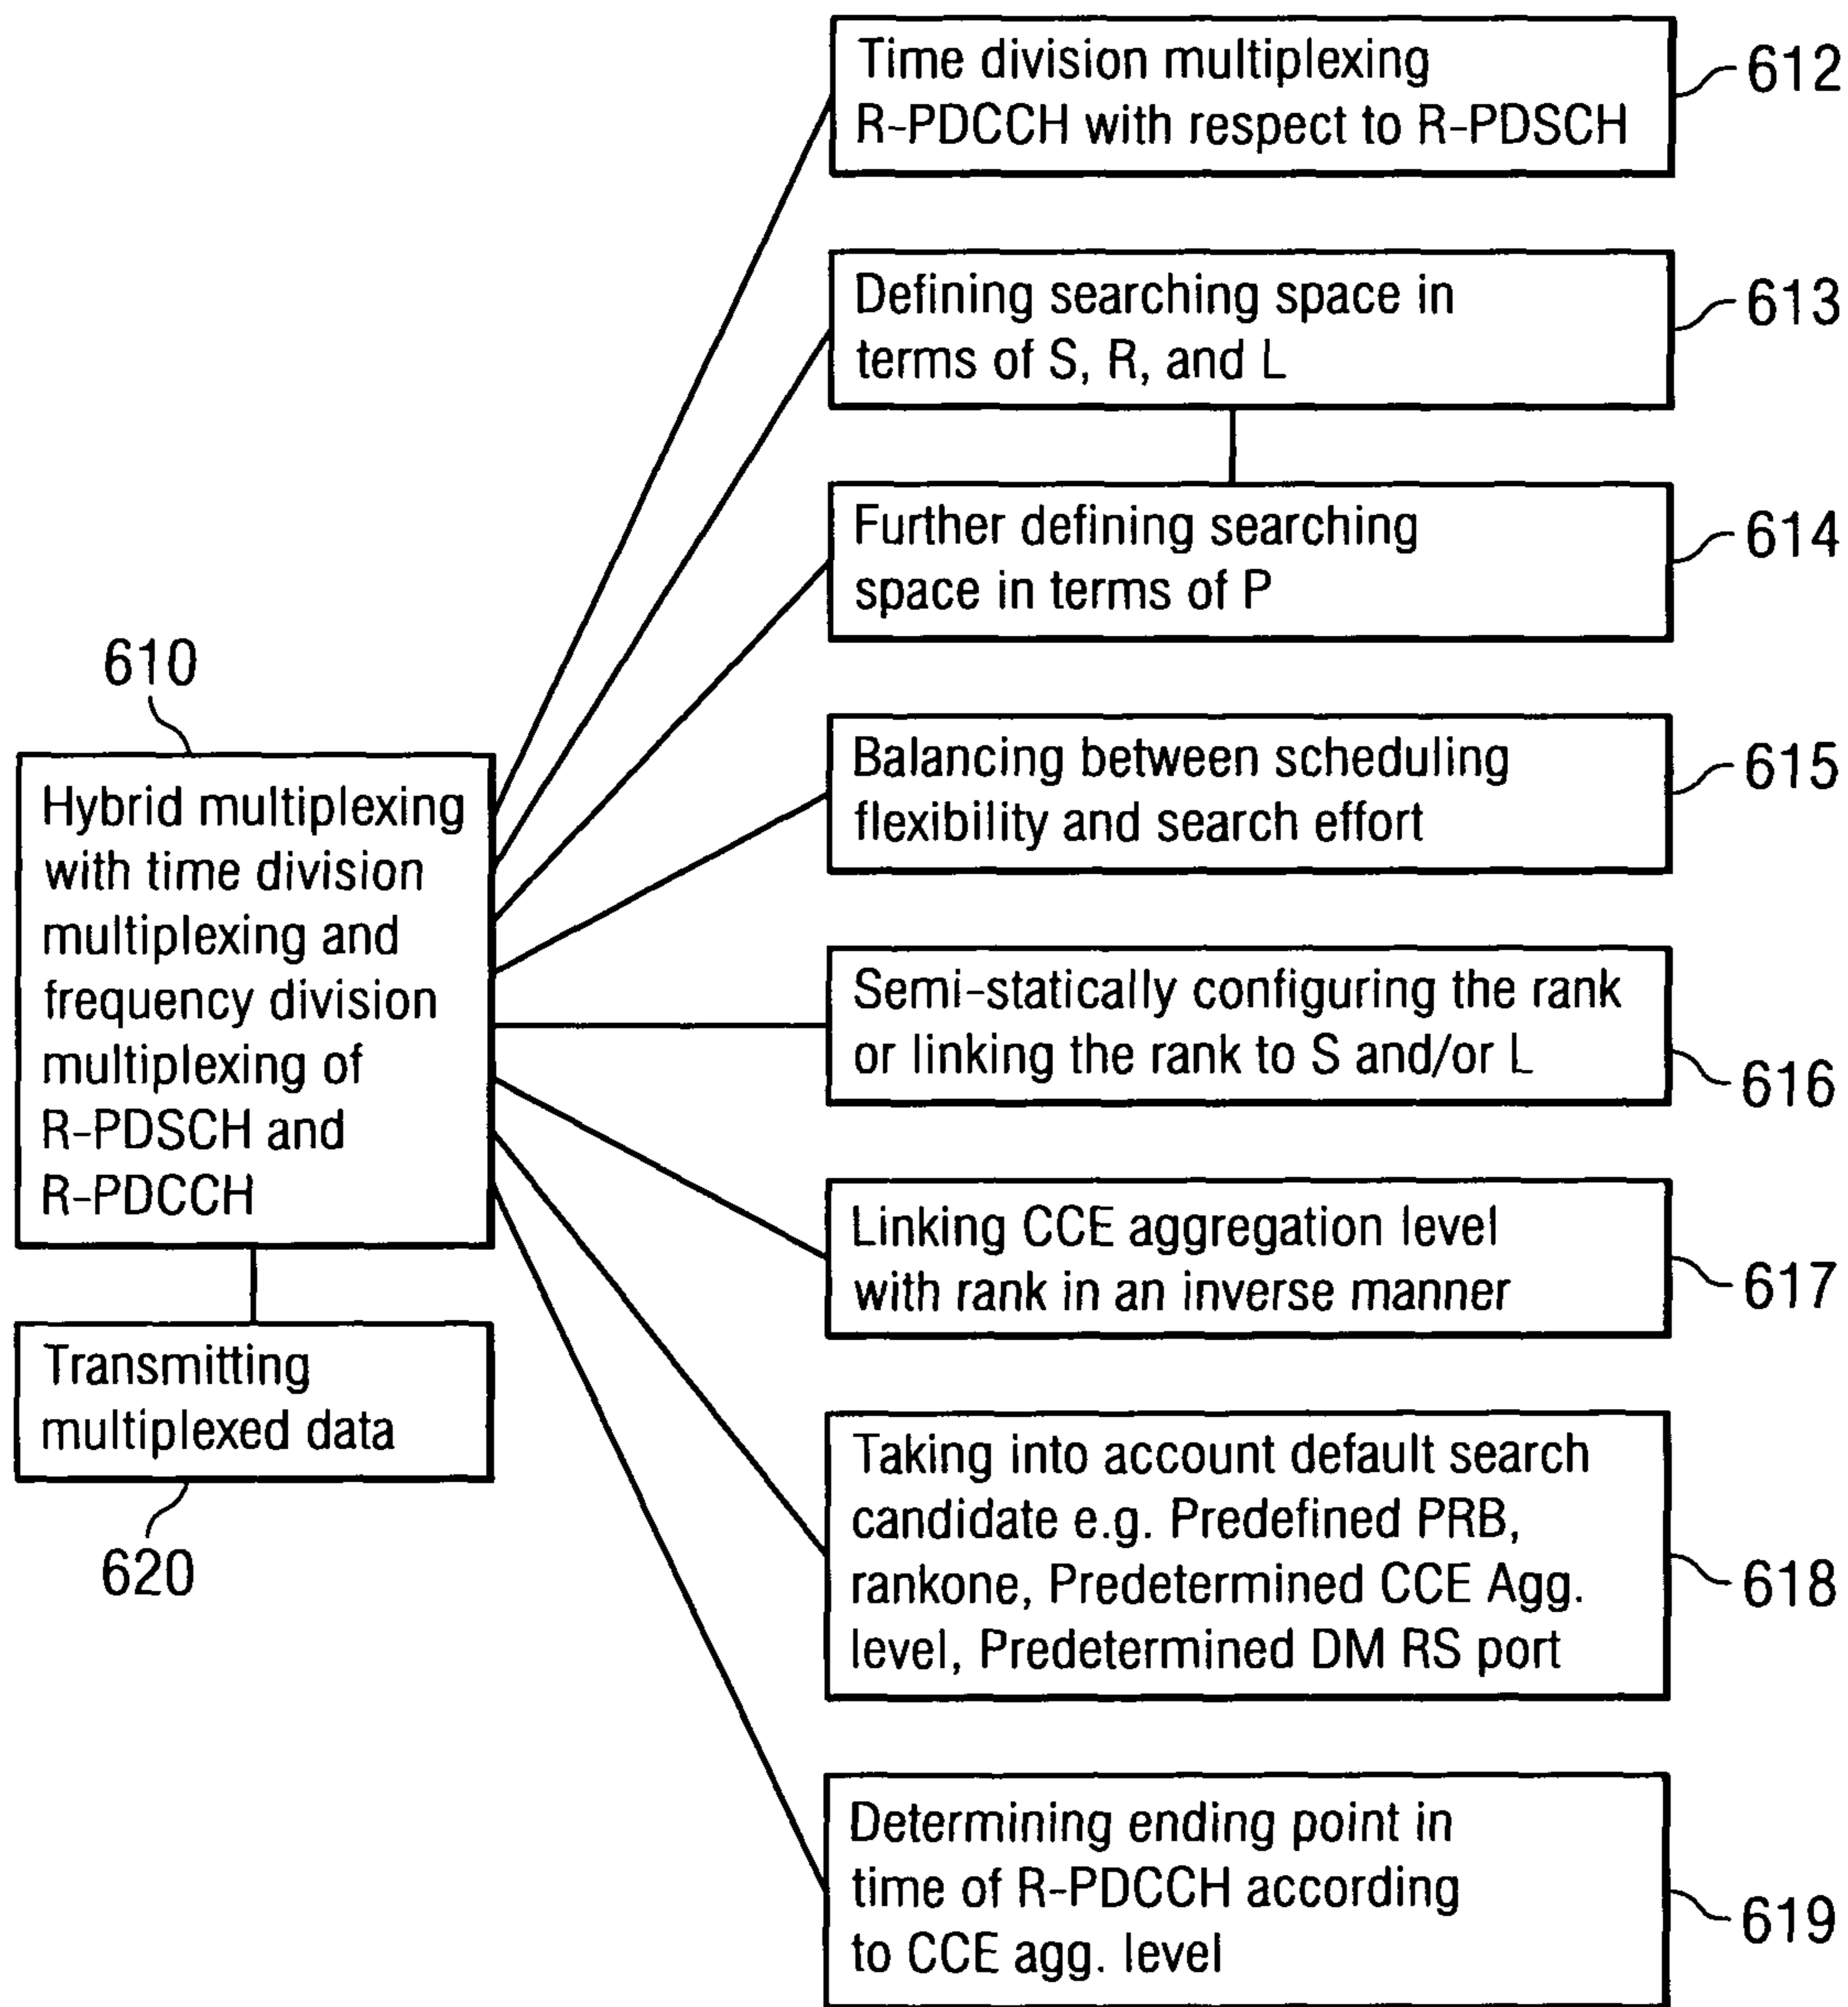 Time division multiplexing
R-PDCCH with respect to R-PDSCH
612
Defining searching space in
terms of S, R, and L
613
Further defining searching
space in terms of P
614
610
Hybrid multiplexing
with time division
multiplexing and
frequency division
multiplexing of
R-PDSCH and
R-PDCCH
Balancing between scheduling
flexibility and search effort
615
Semi-statically configuring the rank
or linking the rank to S and/or L
616
Linking CCE aggregation level
with rank in an inverse manner
617
Transmitting
multiplexed data
620
Taking into account default search
candidate e.g. Predefined PRB,
rankone, Predetermined CCE Agg.
level, Predetermined DM RS port
618
Determining ending point in
time of R-PDCCH according
to CCE agg. level
619